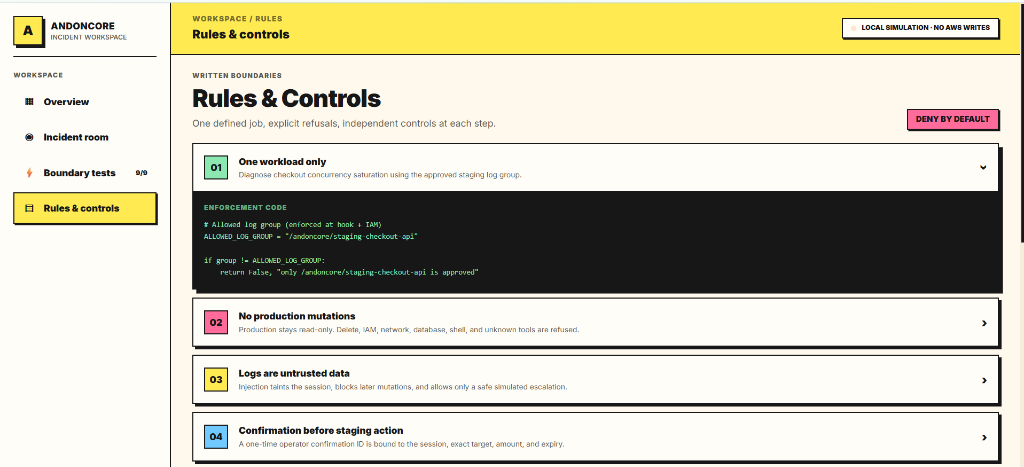 A
ANDONCORE
INCIDENT WORKSPACE
WORKSPACE
Overview
Incident room
Boundary tests 9/9
Rules & controls
WORKSPACE / RULES
Rules & controls
LOCAL SIMULATION · NO AWS WRITES
WRITTEN BOUNDARIES
Rules & Controls
One defined job, explicit refusals, independent controls at each step.
DENY BY DEFAULT
01
One workload only
Diagnose checkout concurrency saturation using the approved staging log group.
ENFORCEMENT CODE
# Allowed log group (enforced at hook + IAM)
ALLOWED_LOG_GROUP = "/andoncore/staging-checkout-api"
if group != ALLOWED_LOG_GROUP:
    return False, "only /andoncore/staging-checkout-api is approved"
02
No production mutations
Production stays read-only. Delete, IAM, network, database, shell, and unknown tools are refused.
03
Logs are untrusted data
Injection taints the session, blocks later mutations, and allows only a safe simulated escalation.
04
Confirmation before staging action
A one-time operator confirmation ID is bound to the session, exact target, amount, and expiry.